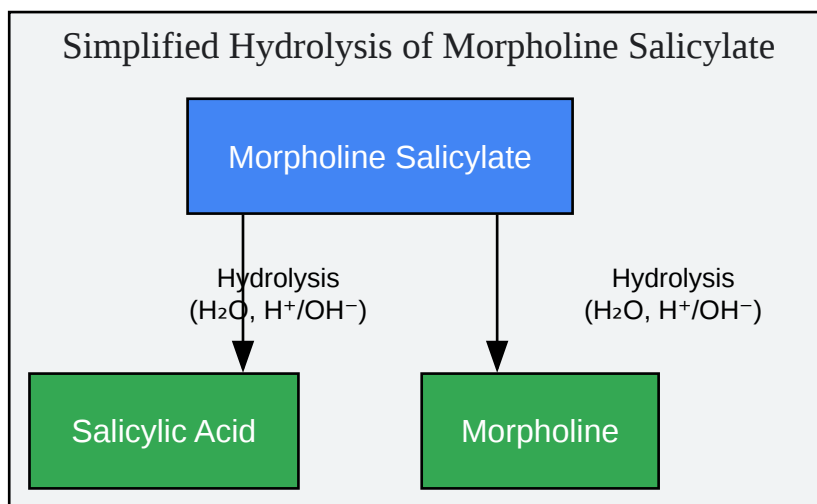 Simplified Hydrolysis of Morpholine Salicylate
Morpholine Salicylate
Hydrolysis
(H₂O, H⁺/OH⁻)
Hydrolysis
(H₂O, H⁺/OH⁻)
Salicylic Acid
Morpholine